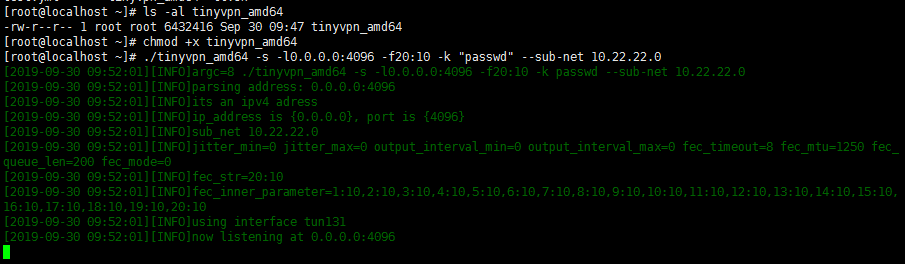 [root@localhost ~]# ls -al tinyvpn_amd64
-rw-r--r-- 1 root root 6432416 Sep 30 09:47 tinyvpn_amd64
[root@localhost ~]# chmod +x tinyvpn_amd64
[root@localhost ~]# ./tinyvpn_amd64 -s -l0.0.0.0:4096 -f20:10 -k "passwd" --sub-net 10.22.22.0
[2019-09-30 09:52:01][INFO]argc=8 ./tinyvpn_amd64 -s -l0.0.0.0:4096 -f20:10 -k passwd --sub-net 10.22.22.0
[2019-09-30 09:52:01][INFO]parsing address: 0.0.0.0:4096
[2019-09-30 09:52:01][INFO]its an ipv4 adress
[2019-09-30 09:52:01][INFO]ip_address is {0.0.0.0}, port is {4096}
[2019-09-30 09:52:01][INFO]sub_net 10.22.22.0
[2019-09-30 09:52:01][INFO]jitter_min=0 jitter_max=0 output_interval_min=0 output_interval_max=0 fec_timeout=8 fec_mtu=1250 fec_
queue_len=200 fec_mode=0
[2019-09-30 09:52:01][INFO]fec_str=20:10
[2019-09-30 09:52:01][INFO]fec_inner_parameter=1:10,2:10,3:10,4:10,5:10,6:10,7:10,8:10,9:10,10:10,11:10,12:10,13:10,14:10,15:10,
16:10,17:10,18:10,19:10,20:10
[2019-09-30 09:52:01][INFO]using interface tun131
[2019-09-30 09:52:01][INFO]now listening at 0.0.0.0:4096